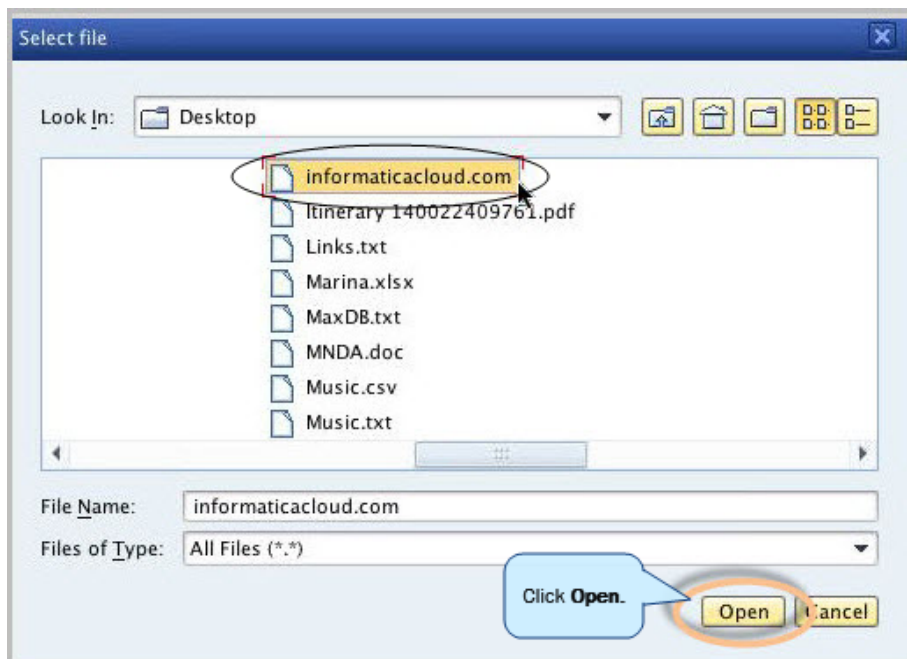 Select file
Look In: Desktop
informaticacloud.com
Itinerary 140022409761.pdf
Links.txt
Marina.xlsx
MaxDB.txt
MNDA.doc
Music.csv
Music.txt
File Name: informaticacloud.com
Files of Type: All Files (*.*)
Click Open.
Open Cancel